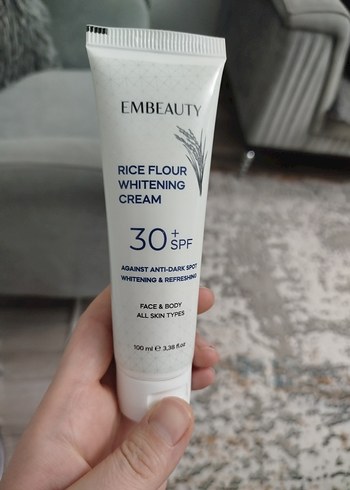 EMBEAUTY
RICE FLOUR
WHITENING
CREAM
30+ SPF
AGAINST ANTI-DARK SPOT
WHITENING & REFRESHING
FACE & BODY
ALL SKIN TYPES
100 ml ℮ 3,38 fl.oz